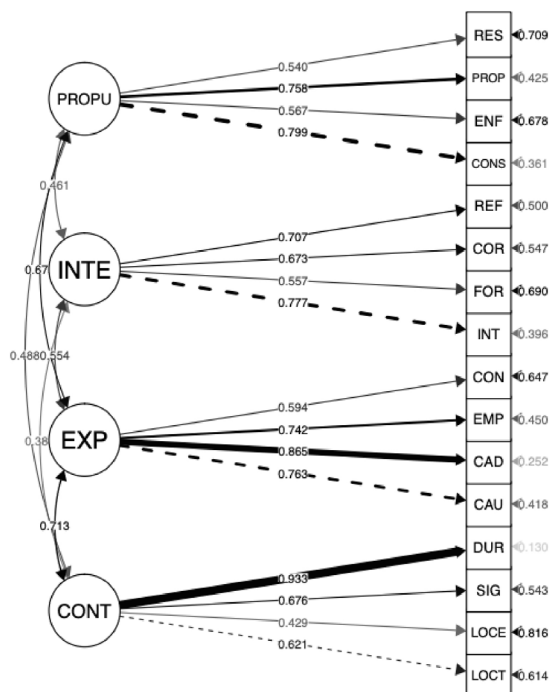 RES 0.709
0.540
PROPU
PROP 0.425
0.758
0.567
ENF 0.678
0.799
CONS 0.361
0.461
REF 0.500
0.707
COR 0.547
0.673
INTE
0.67
0.557
FOR 0.690
0.777
INT 0.396
0.488 0.554
CON 0.647
0.594
EMP 0.450
0.742
EXP
0.38
0.865
CAD 0.252
0.763
CAU 0.418
0.713
DUR 0.130
0.933
SIG 0.543
0.676
CONT
0.429
LOCE 0.816
0.621
LOCT 0.614